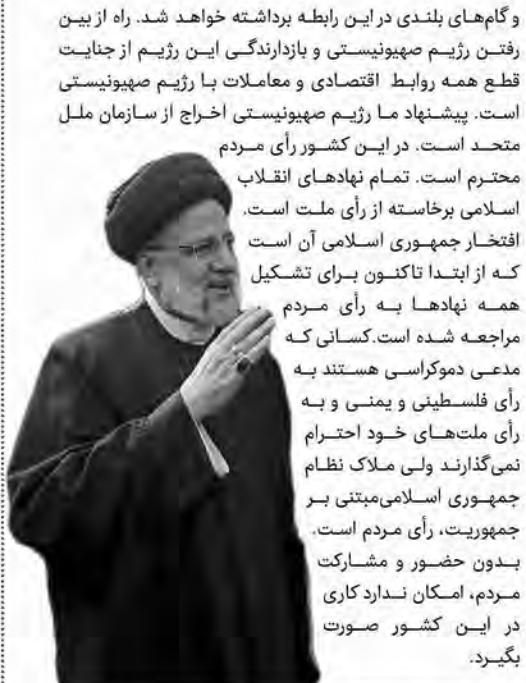 و گام‌های بلندی در این رابطه برداشته خواهد شد. راه از بین
رفتن رژیم صهیونیستی و بازدارندگی این رژیم از جنایت
قطع همه روابط اقتصادی و معاملات با رژیم صهیونیستی
است. پیشنهاد ما رژیم صهیونیستی اخراج از سازمان ملل
متحد است. در این کشور رأی مردم
محترم است. تمام نهادهای انقلاب
اسلامی برخاسته از رأی ملت است.
افتخار جمهوری اسلامی آن است
که از ابتدا تاکنون برای تشکیل
همه نهادها به رأی مردم
مراجعه شده است.کسانی که
مدعی دموکراسی هستند به
رأی فلسطینی و یمنی و به
رأی ملت‌های خود احترام
نمی‌گذارند ولی ملاک نظام
جمهوری اسلامی‌مبتنی بر
جمهوریت، رأی مردم است.
بدون حضور و مشارکت
مردم، امکان ندارد کاری
در این کشور صورت
بگیرد.